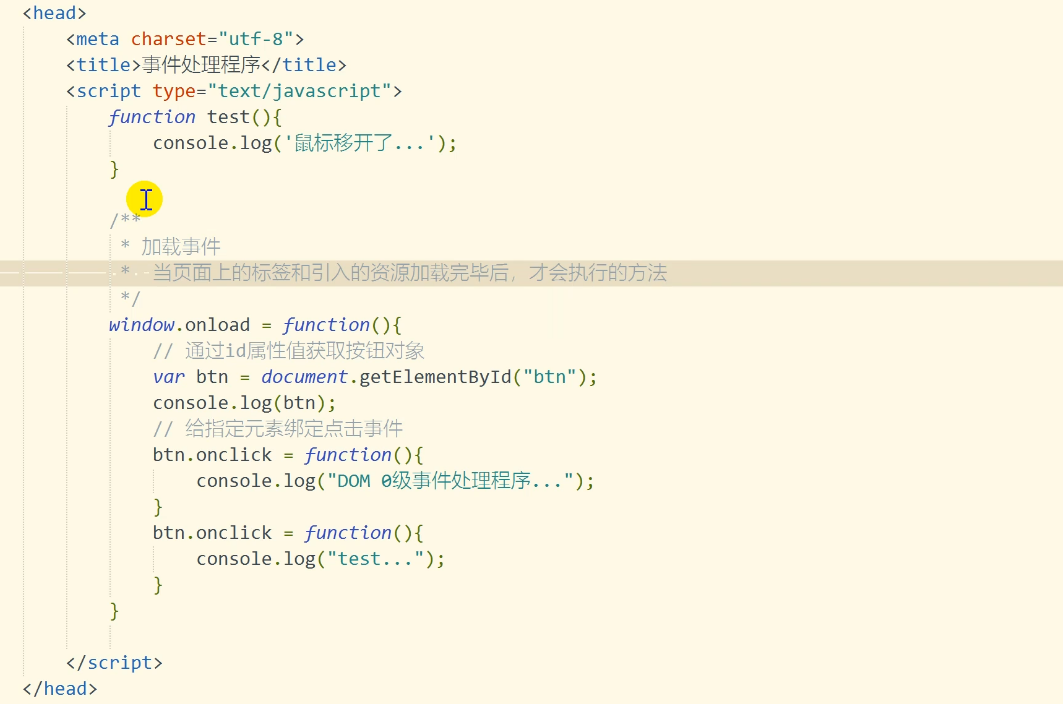 <head>
<meta charset="utf-8">
<title>事件处理程序</title>
<script type="text/javascript">
function test(){
console.log('鼠标移开了...');
}
/**
* 加载事件
* 当页面上的标签和引入的资源加载完毕后，才会执行的方法
*/
window.onload = function(){
// 通过id属性值获取按钮对象
var btn = document.getElementById("btn");
console.log(btn);
// 给指定元素绑定点击事件
btn.onclick = function(){
console.log("DOM 0级事件处理程序...");
}
btn.onclick = function(){
console.log("test...");
}
}
</script>
</head>